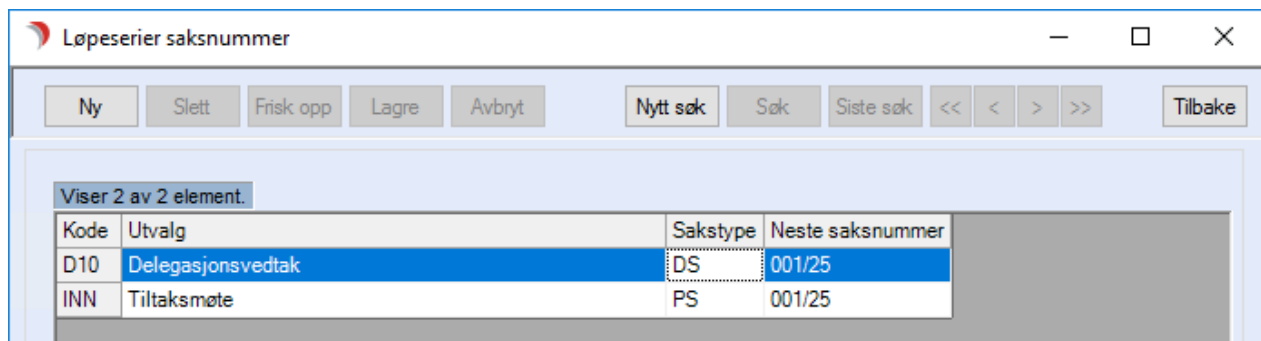 Løpeserier saksnummer
Ny Slett Frisk opp Lagre Avbryt Nytt søk Søk Siste søk << < > >> Tilbake
Viser 2 av 2 element.
Kode Utvalg Sakstype Neste saksnummer
D10 Delegasjonsvedtak DS 001/25
INN Tiltaksmøte PS 001/25